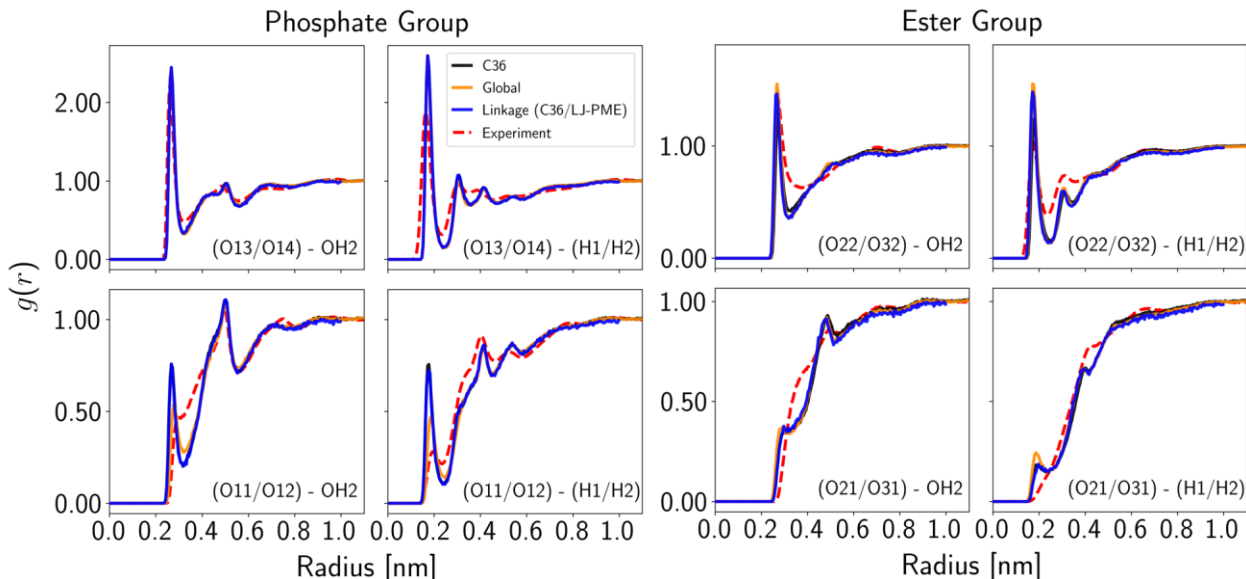 Phosphate Group
Ester Group
C36
Global
Linkage (C36/LJ-PME)
Experiment
2.00
1.00
0.00
(O13/O14) - OH2
(O13/O14) - (H1/H2)
1.00
0.00
(O22/O32) - OH2
(O22/O32) - (H1/H2)
g(r)
1.00
0.50
0.00
(O11/O12) - OH2
(O11/O12) - (H1/H2)
1.00
0.50
0.00
(O21/O31) - OH2
(O21/O31) - (H1/H2)
0.0 0.2 0.4 0.6 0.8 1.0
0.0 0.2 0.4 0.6 0.8 1.0
0.0 0.2 0.4 0.6 0.8 1.0
0.0 0.2 0.4 0.6 0.8 1.0
Radius [nm]
Radius [nm]